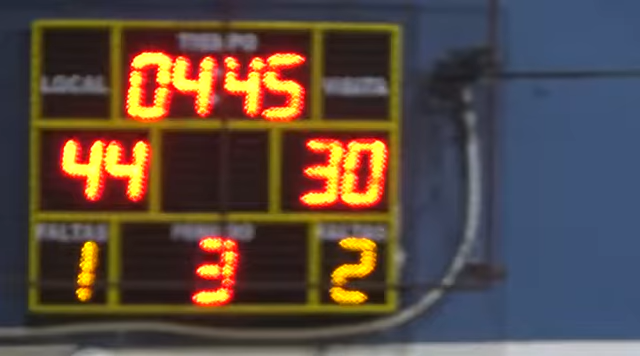 TIEMPO
LOCAL 04:45 VISITA
44 30
FALTAS PERIODO FALTAS
1 3 2